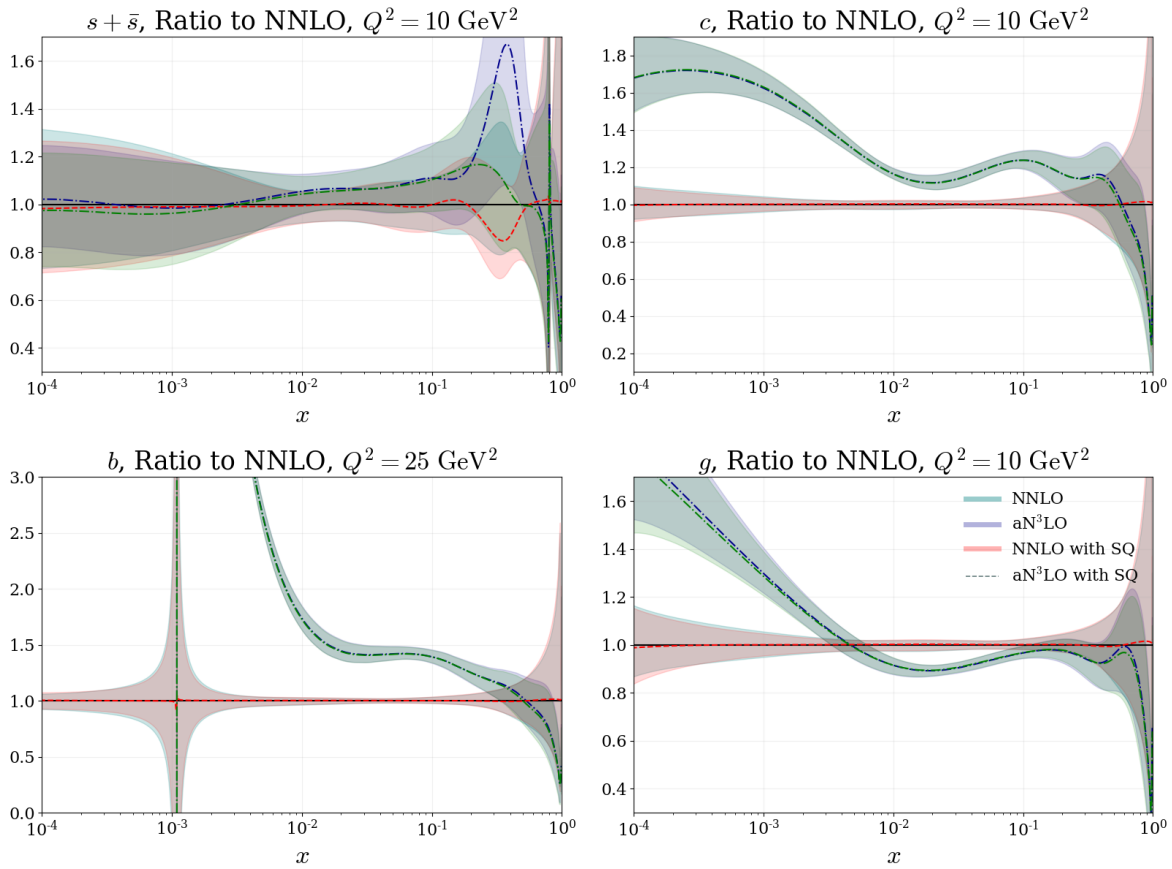 s + s̄, Ratio to NNLO, Q² = 10 GeV²
1.6
1.4
1.2
1.0
0.8
0.6
0.4
10⁻⁴ 10⁻³ 10⁻² 10⁻¹ 10⁰
x
c, Ratio to NNLO, Q² = 10 GeV²
1.8
1.6
1.4
1.2
1.0
0.8
0.6
0.4
0.2
10⁻⁴ 10⁻³ 10⁻² 10⁻¹ 10⁰
x
b, Ratio to NNLO, Q² = 25 GeV²
3.0
2.5
2.0
1.5
1.0
0.5
0.0
10⁻⁴ 10⁻³ 10⁻² 10⁻¹ 10⁰
x
g, Ratio to NNLO, Q² = 10 GeV²
1.6
1.4
1.2
1.0
0.8
0.6
0.4
NNLO
aN³LO
NNLO with SQ
aN³LO with SQ
10⁻⁴ 10⁻³ 10⁻² 10⁻¹ 10⁰
x